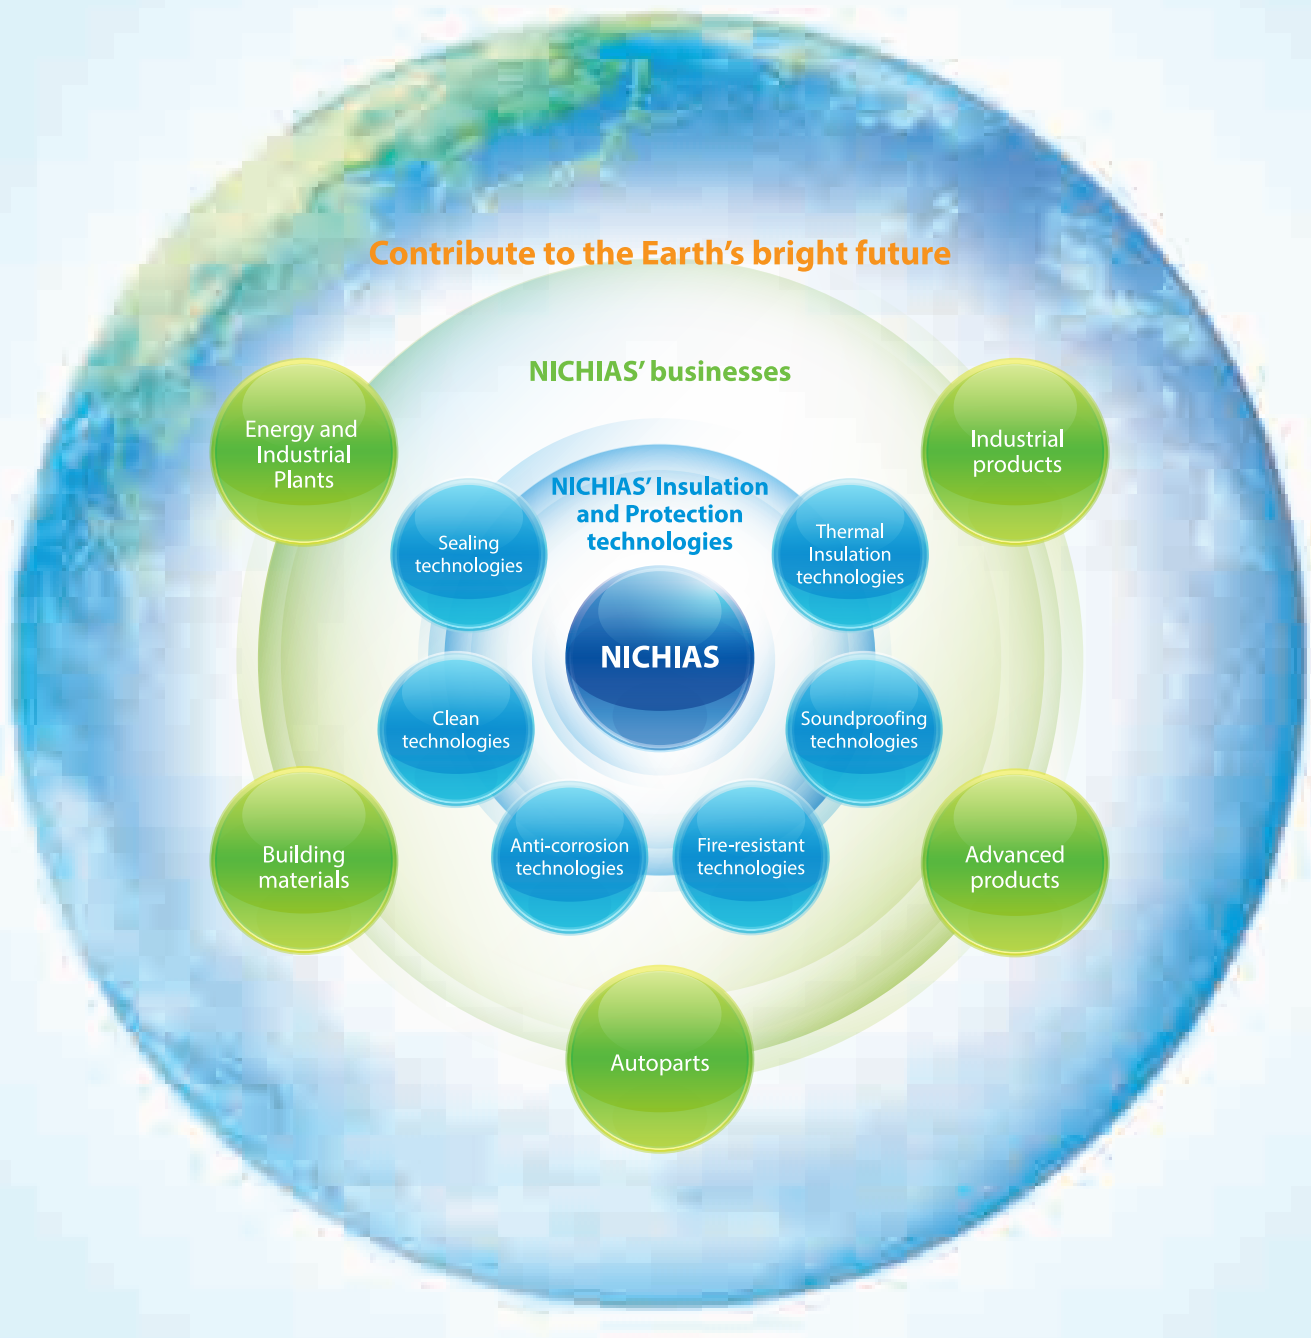 Contribute to the Earth’s bright future
NICHIAS’ businesses
Energy and
Industrial
Plants
Industrial
products
NICHIAS’ Insulation
and Protection
technologies
Sealing
technologies
Thermal
Insulation
technologies
NICHIAS
Clean
technologies
Soundproofing
technologies
Anti-corrosion
technologies
Fire-resistant
technologies
Building
materials
Advanced
products
Autoparts